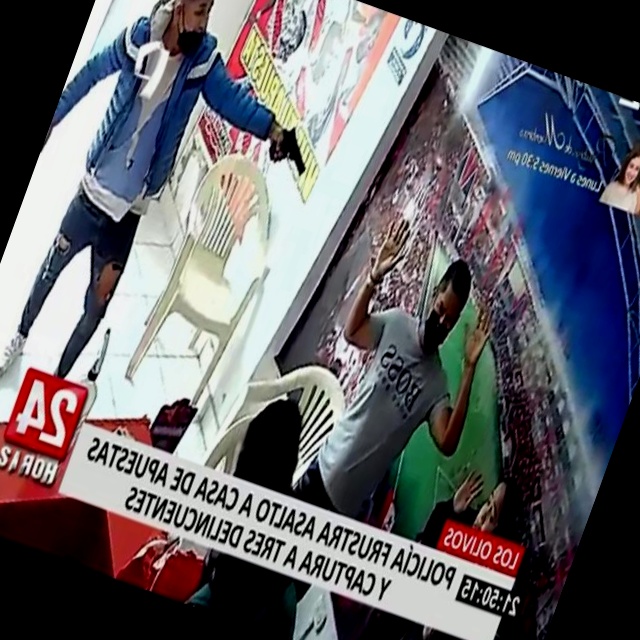 Lunes a Viernes 5:30 pm
BOSS
24
HORAS
LOS OLIVOS
21:50:15
POLICÍA FRUSTRA ASALTO A CASA DE APUESTAS
Y CAPTURA A TRES DELINCUENTES